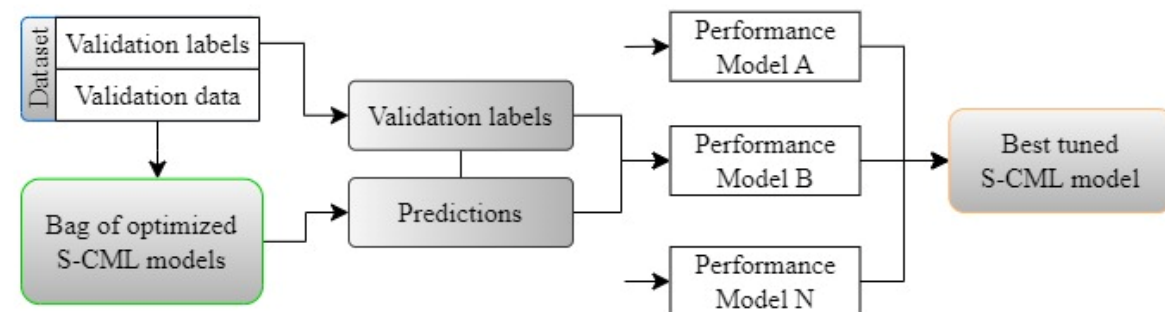 Dataset
Validation labels
Validation data
Bag of optimized
S-CML models
Validation labels
Predictions
Performance
Model A
Performance
Model B
Performance
Model N
Best tuned
S-CML model